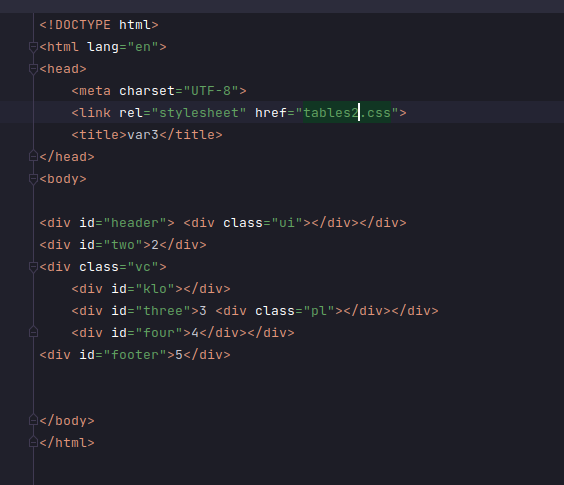 <!DOCTYPE html>
<html lang="en">
<head>
    <meta charset="UTF-8">
    <link rel="stylesheet" href="tables2.css">
    <title>var3</title>
</head>
<body>

<div id="header"> <div class="ui"></div></div>
<div id="two">2</div>
<div class="vc">
    <div id="klo"></div>
    <div id="three">3 <div class="pl"></div></div>
    <div id="four">4</div></div>
<div id="footer">5</div>


</body>
</html>